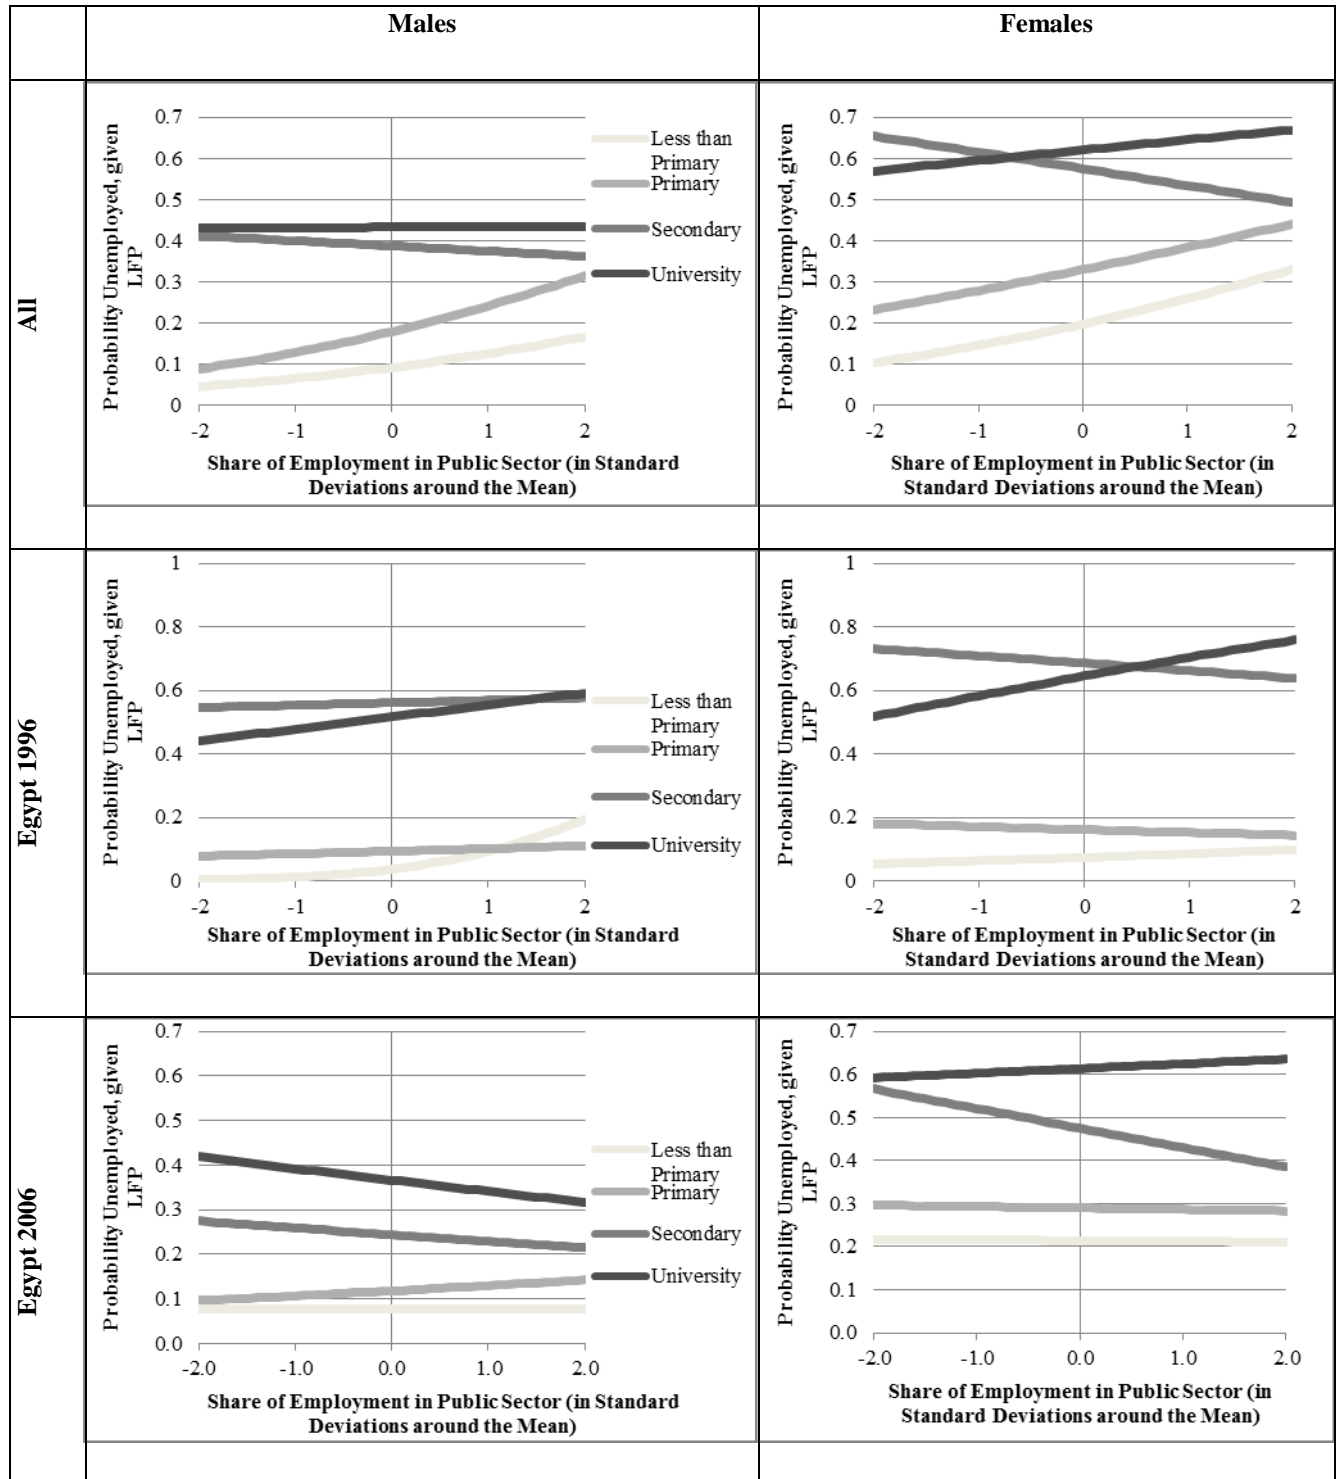 Males
Females
All
Probability Unemployed, given
LFP
0.7
0.6
0.5
0.4
0.3
0.2
0.1
0
-2
-1
0
1
2
Share of Employment in Public Sector (in Standard
Deviations around the Mean)
Less than
Primary
Primary
Secondary
University
Probability Unemployed, given
LFP
0.7
0.6
0.5
0.4
0.3
0.2
0.1
0
-2
-1
0
1
2
Share of Employment in Public Sector (in
Standard Deviations around the Mean)
Egypt 1996
Probability Unemployed, given
LFP
1
0.8
0.6
0.4
0.2
0
-2
-1
0
1
2
Share of Employment in Public Sector (in Standard
Deviations around the Mean)
Less than
Primary
Primary
Secondary
University
Probability Unemployed, given
LFP
1
0.8
0.6
0.4
0.2
0
-2
-1
0
1
2
Share of Employment in Public Sector (in
Standard Deviations around the Mean)
Egypt 2006
Probability Unemployed, given
LFP
0.7
0.6
0.5
0.4
0.3
0.2
0.1
0.0
-2.0
-1.0
0.0
1.0
2.0
Share of Employment in Public Sector (in Standard
Deviations around the Mean)
Less than
Primary
Primary
Secondary
University
Probability Unemployed, given
LFP
0.7
0.6
0.5
0.4
0.3
0.2
0.1
0.0
-2.0
-1.0
0.0
1.0
2.0
Share of Employment in Public Sector (in
Standard Deviations around the Mean)